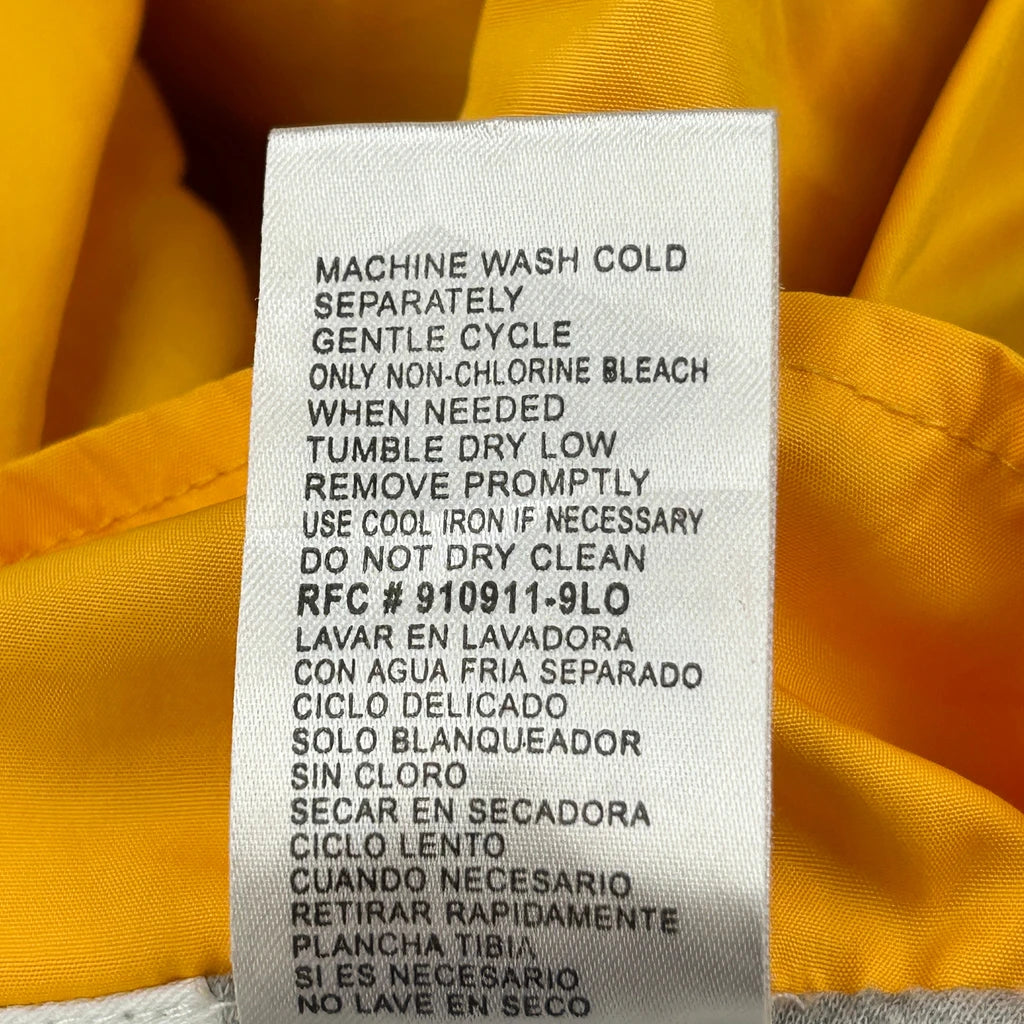 MACHINE WASH COLD
SEPARATELY
GENTLE CYCLE
ONLY NON-CHLORINE BLEACH
WHEN NEEDED
TUMBLE DRY LOW
REMOVE PROMPTLY
USE COOL IRON IF NECESSARY
DO NOT DRY CLEAN
RFC # 910911-9LO
LAVAR EN LAVADORA
CON AGUA FRIA SEPARADO
CICLO DELICADO
SOLO BLANQUEADOR
SIN CLORO
SECAR EN SECADORA
CICLO LENTO
CUANDO NECESARIO
RETIRAR RAPIDAMENTE
PLANCHA TIBIA
SI ES NECESARIO
NO LAVE EN SECO